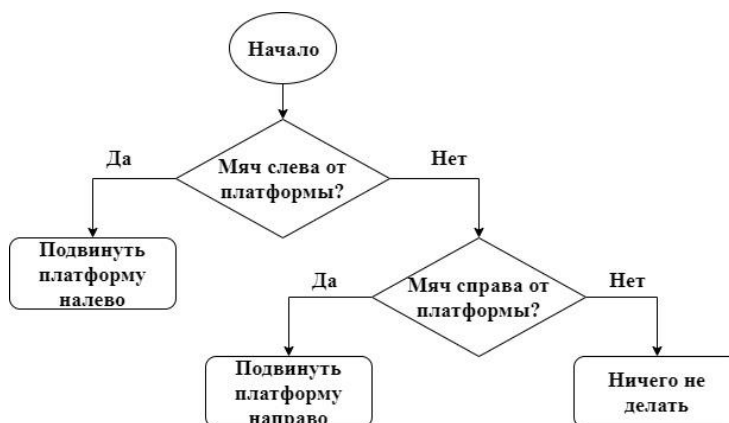 Начало
Да
Мяч слева от
платформы?
Нет
Подвинуть
платформу
налево
Да
Мяч справа от
платформы?
Нет
Подвинуть
платформу
направо
Ничего не
делать